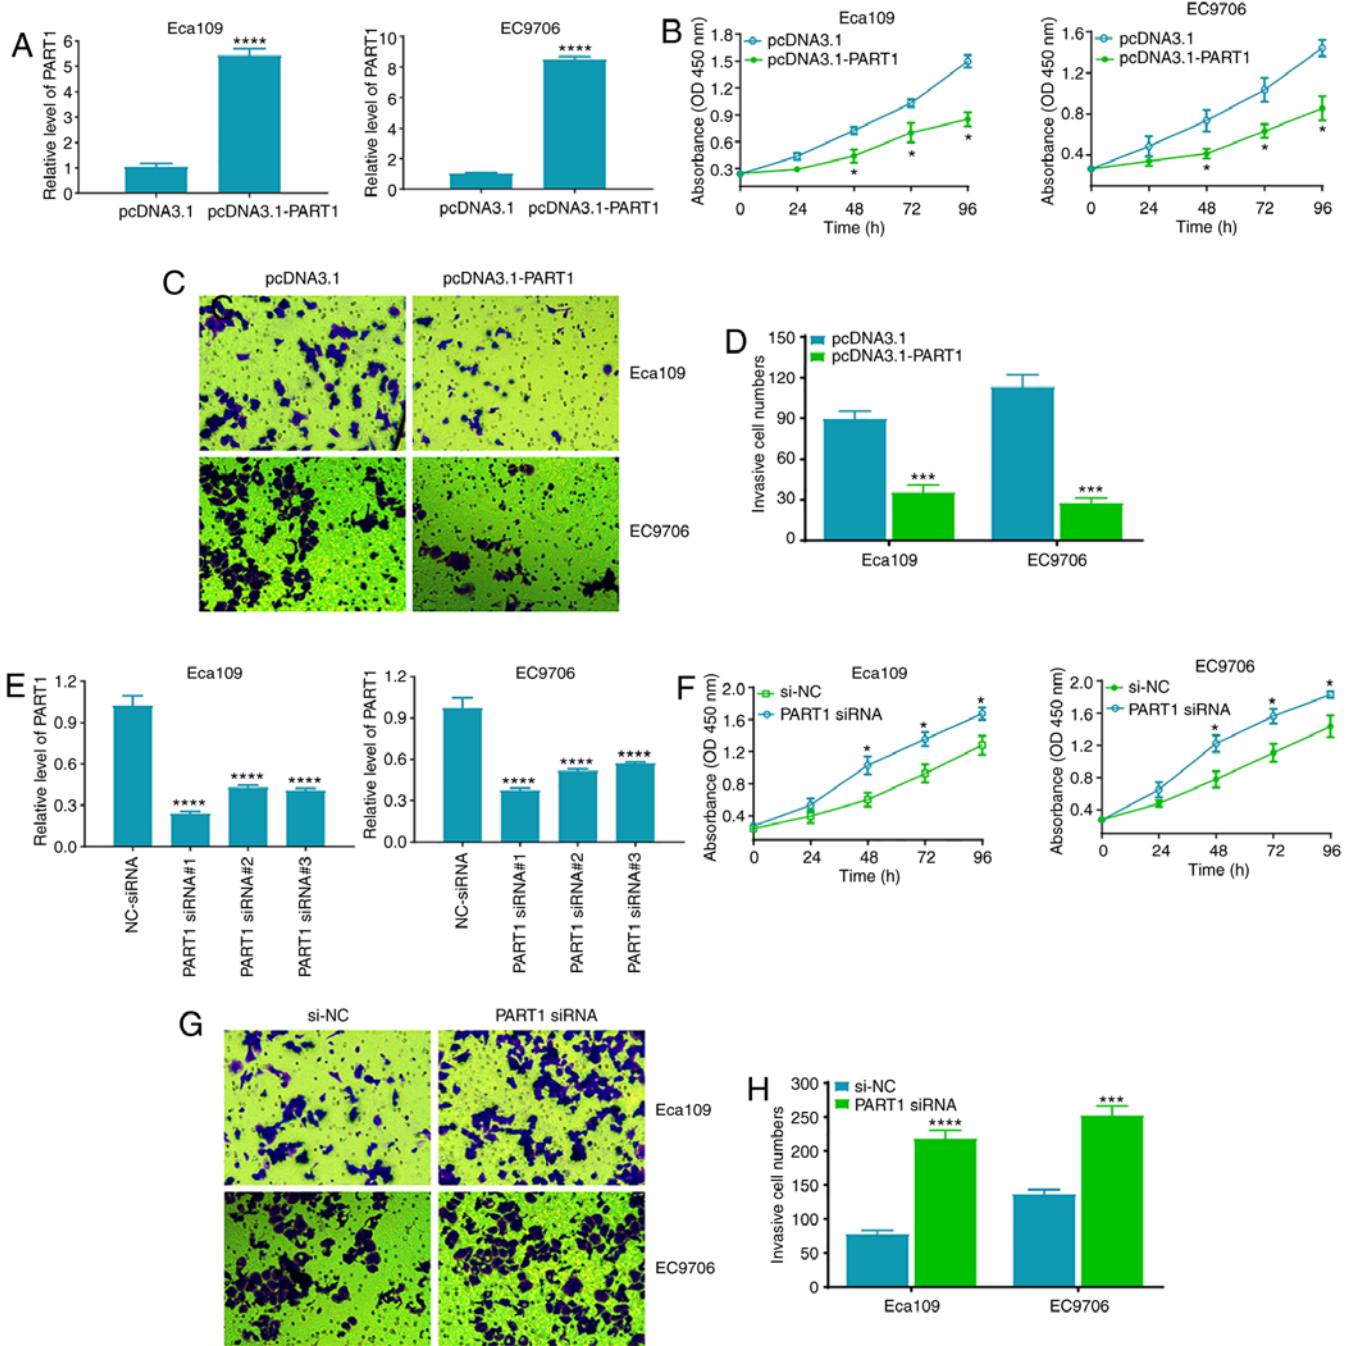 A
Eca109
Relative level of PART1
6
5
4
3
2
1
0
****
pcDNA3.1
pcDNA3.1-PART1
EC9706
Relative level of PART1
10
8
6
4
2
0
****
pcDNA3.1
pcDNA3.1-PART1
B
Eca109
Absorbance (OD 450 nm)
1.8
1.5
1.2
0.9
0.6
0.3
pcDNA3.1
pcDNA3.1-PART1
* * *
0 24 48 72 96
Time (h)
EC9706
Absorbance (OD 450 nm)
1.6
1.2
0.8
0.4
pcDNA3.1
pcDNA3.1-PART1
* * *
0 24 48 72 96
Time (h)
C
pcDNA3.1
pcDNA3.1-PART1
C
Eca109
EC9706
D
Invasive cell numbers
150
120
90
60
30
0
pcDNA3.1
pcDNA3.1-PART1
*** ***
Eca109
EC9706
E
Eca109
Relative level of PART1
1.2
0.9
0.6
0.3
0.0
**** **** ****
NC-siRNA
PART1 siRNA#1
PART1 siRNA#2
PART1 siRNA#3
EC9706
Relative level of PART1
1.2
0.9
0.6
0.3
0.0
**** **** ****
NC-siRNA
PART1 siRNA#1
PART1 siRNA#2
PART1 siRNA#3
F
Eca109
Absorbance (OD 450 nm)
2.0
1.6
1.2
0.8
0.4
si-NC
PART1 siRNA
* * *
0 24 48 72 96
Time (h)
EC9706
Absorbance (OD 450 nm)
2.0
1.6
1.2
0.8
0.4
si-NC
PART1 siRNA
* * *
0 24 48 72 96
Time (h)
G
si-NC
PART1 siRNA
Eca109
EC9706
H
Invasive cell numbers
300
250
200
150
100
50
0
si-NC
PART1 siRNA
**** ***
Eca109
EC9706